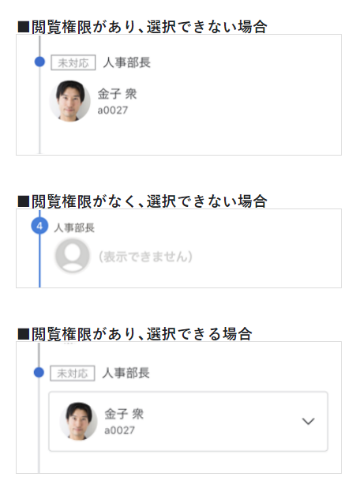 ■閲覧権限があり、選択できない場合
未対応 人事部長
金子 衆
a0027
■閲覧権限がなく、選択できない場合
4 人事部長
(表示できません)
■閲覧権限があり、選択できる場合
未対応 人事部長
金子 衆
a0027